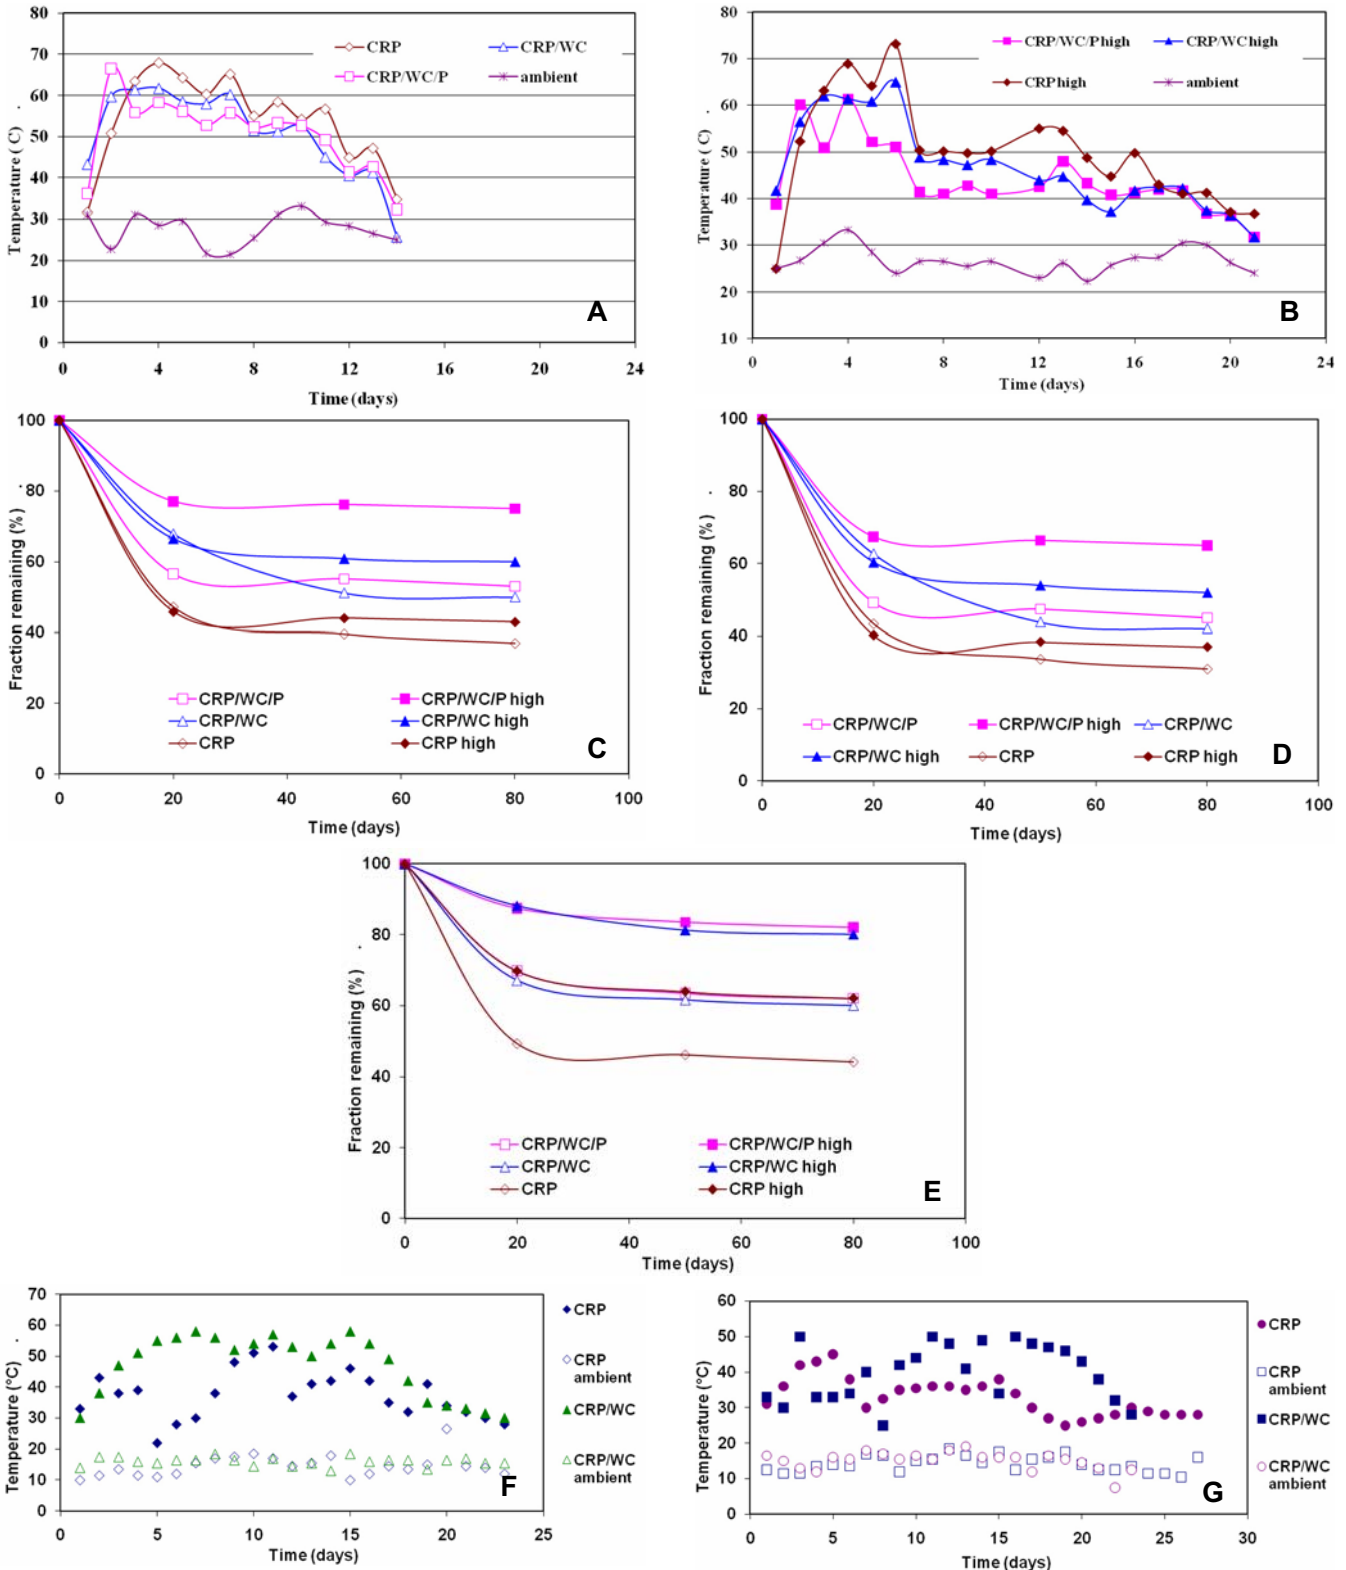 80
70
60
50
40
30
20
10
0
Temperature ( C)
CRP
CRP/WC
CRP/WC/P
ambient
A
0 4 8 12 16 20 24
Time (days)
80
70
60
50
40
30
20
10
Temperature ( C)
CRP/WC/P high
CRP/WC high
CRP high
ambient
B
0 4 8 12 16 20 24
Time (days)
100
80
60
40
20
0
Fraction remaining (%)
CRP/WC/P
CRP/WC/P high
CRP/WC
CRP/WC high
CRP
CRP high
C
0 20 40 60 80 100
Time (days)
100
80
60
40
20
0
Fraction remaining (%)
CRP/WC/P
CRP/WC/P high
CRP/WC
CRP/WC high
CRP
CRP high
D
0 20 40 60 80 100
Time (days)
100
80
60
40
20
0
Fraction remaining (%)
CRP/WC/P
CRP/WC/P high
CRP/WC
CRP/WC high
CRP
CRP high
E
0 20 40 60 80 100
Time (days)
70
60
50
40
30
20
10
0
Temperature (°C)
CRP
CRP
ambient
CRP/WC
CRP/WC
ambient
F
0 5 10 15 20 25
Time (days)
60
50
40
30
20
10
0
Temperature (°C)
CRP
CRP
ambient
CRP/WC
CRP/WC
ambient
G
0 5 10 15 20 25 30
Time (days)